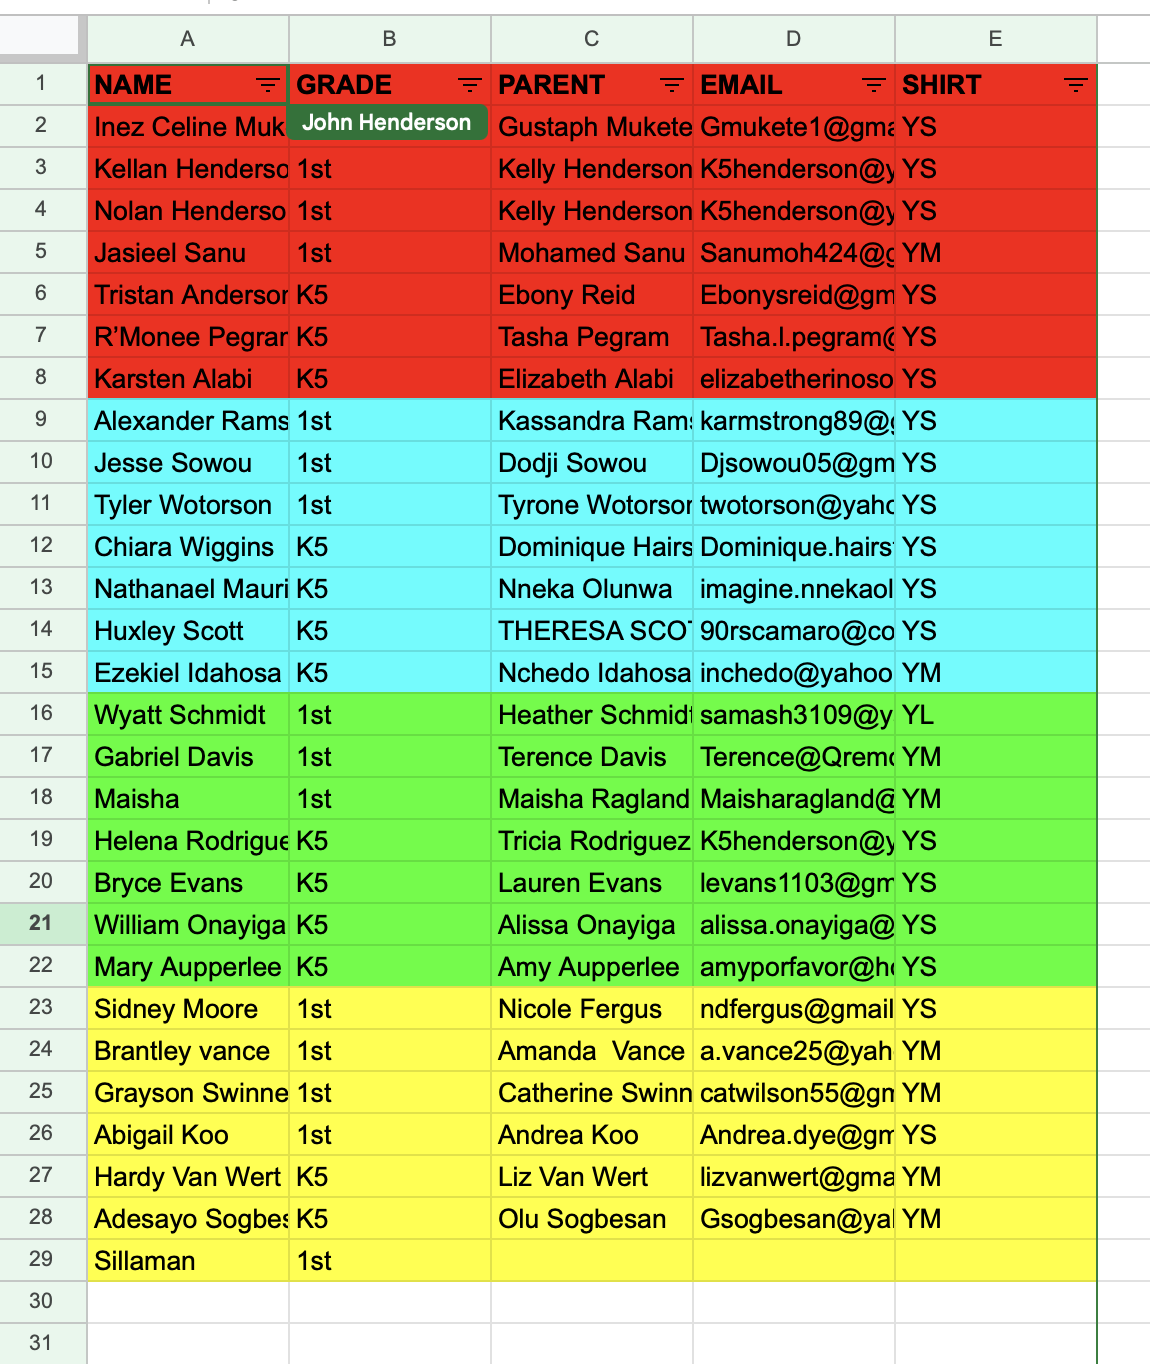 A B C D E
1 NAME GRADE PARENT EMAIL SHIRT
2 Inez Celine Muk John Henderson Gustaph Mukete Gmukete1@gma YS
3 Kellan Henderso 1st Kelly Henderson K5henderson@y YS
4 Nolan Henderso 1st Kelly Henderson K5henderson@y YS
5 Jasieel Sanu 1st Mohamed Sanu Sanumoh424@g YM
6 Tristan Anderson K5 Ebony Reid Ebonysreid@gm YS
7 R'Monee Pegram K5 Tasha Pegram Tasha.l.pegram@ YS
8 Karsten Alabi K5 Elizabeth Alabi elizabetherinoso YS
9 Alexander Rams 1st Kassandra Rams karmstrong89@g YS
10 Jesse Sowou 1st Dodji Sowou Djsowou05@gm YS
11 Tyler Wotorson 1st Tyrone Wotorson twotorson@yaho YS
12 Chiara Wiggins K5 Dominique Hairs Dominique.hairs YS
13 Nathanael Mauri K5 Nneka Olunwa imagine.nnekaol YS
14 Huxley Scott K5 THERESA SCOT 90rscamaro@co YS
15 Ezekiel Idahosa K5 Nchedo Idahosa inchedo@yahoo YM
16 Wyatt Schmidt 1st Heather Schmidt samash3109@y YL
17 Gabriel Davis 1st Terence Davis Terence@Qremo YM
18 Maisha 1st Maisha Ragland Maisharagland@ YM
19 Helena Rodrigue K5 Tricia Rodriguez K5henderson@y YS
20 Bryce Evans K5 Lauren Evans levans1103@gm YS
21 William Onayiga K5 Alissa Onayiga alissa.onayiga@ YS
22 Mary Aupperlee K5 Amy Aupperlee amyporfavor@ho YS
23 Sidney Moore 1st Nicole Fergus ndfergus@gmail YS
24 Brantley vance 1st Amanda  Vance a.vance25@yah YM
25 Grayson Swinne 1st Catherine Swinn catwilson55@gm YM
26 Abigail Koo 1st Andrea Koo Andrea.dye@gm YS
27 Hardy Van Wert K5 Liz Van Wert lizvanwert@gma YM
28 Adesayo Sogbes K5 Olu Sogbesan Gsogbesan@yal YM
29 Sillaman 1st
30
31